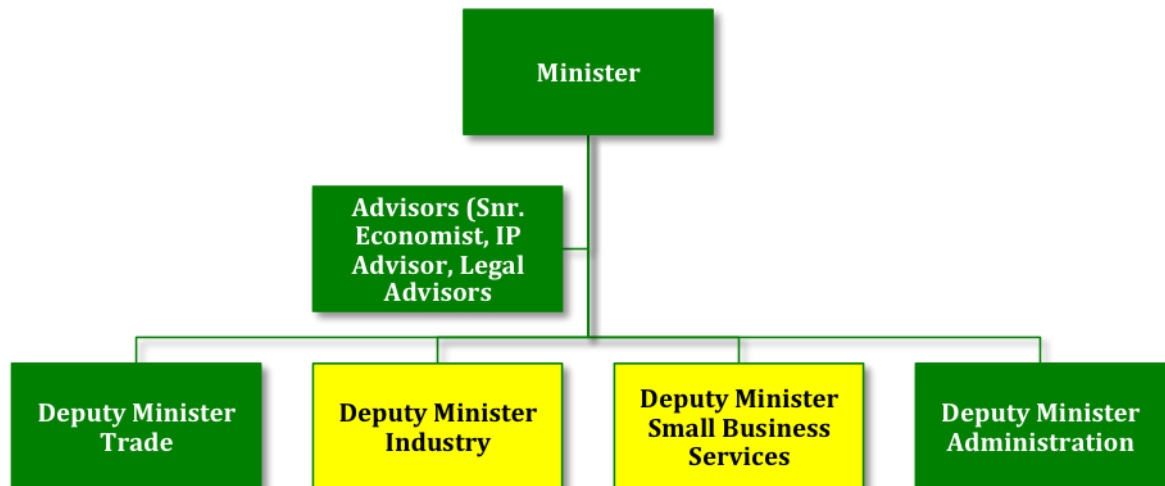 Minister
Advisors (Snr.
Economist, IP
Advisor, Legal
Advisors
Deputy Minister
Trade
Deputy Minister
Industry
Deputy Minister
Small Business
Services
Deputy Minister
Administration